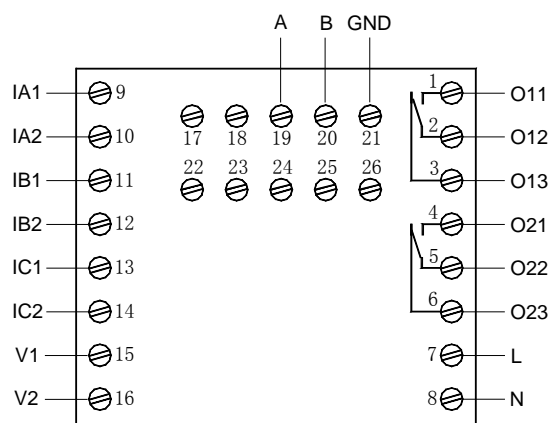 A B GND
IA1 9 1 O11
IA2 10 17 18 19 20 21 2 O12
IB1 11 22 23 24 25 26 3 O13
IB2 12 4 O21
IC1 13 5 O22
IC2 14 6 O23
V1 15 7 L
V2 16 8 N